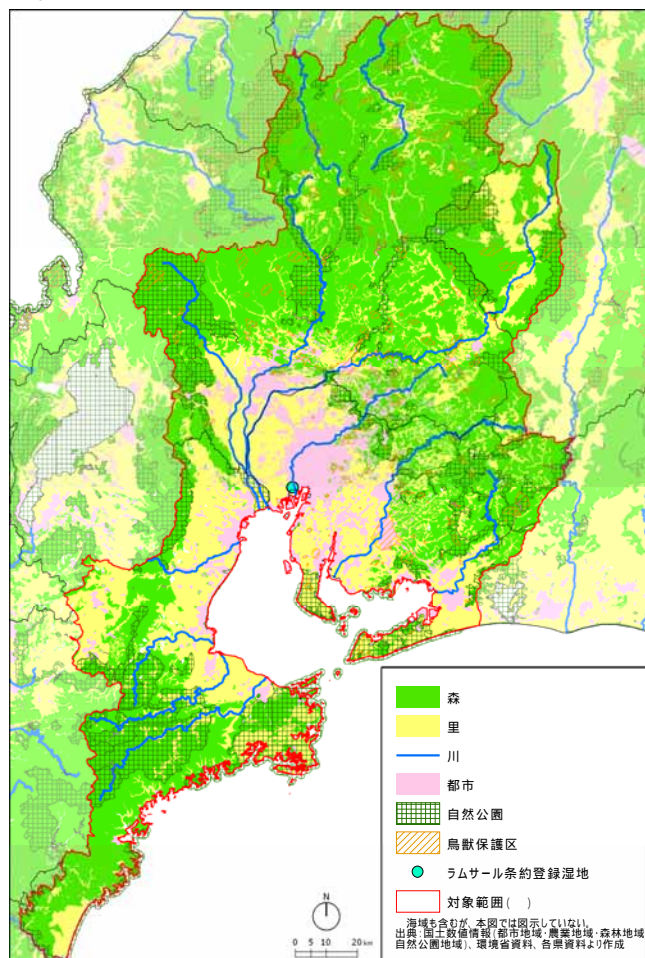 森
里
川
都市
自然公園
鳥獣保護区
ラムサール条約登録湿地
対象範囲( )
海域も含むが、本図では図示していない。
出典:国土数値情報(都市地域・農業地域・森林地域
自然公園地域)、環境省資料、各県資料より作成
N
0 5 10 20 km